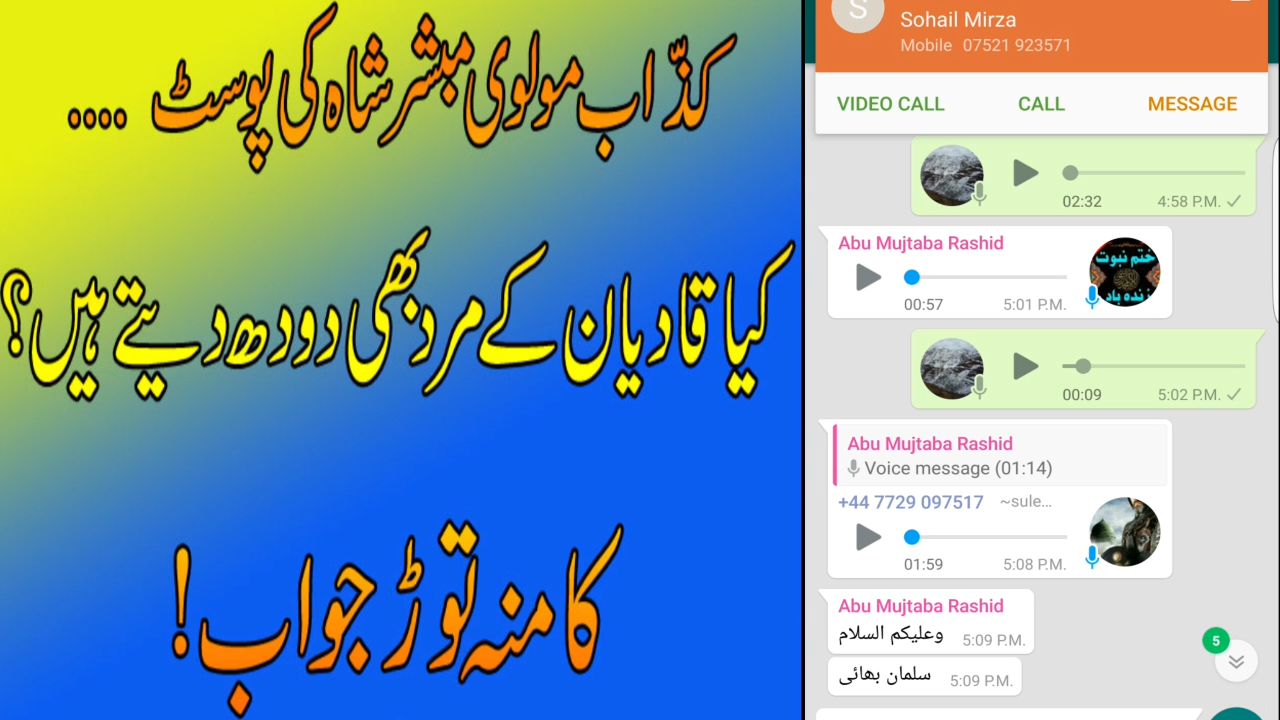 کذّاب مولوی مبشر شاہ کی پوسٹ ....
کیا قادیان کے مرد بھی دودھ دیتے ہیں؟
کا منہ توڑ جواب!
S
Sohail Mirza
Mobile 07521 923571
VIDEO CALL CALL MESSAGE
02:32 4:58 P.M.
Abu Mujtaba Rashid
ختم نبوت
زندہ باد
00:57 5:01 P.M.
00:09 5:02 P.M.
Abu Mujtaba Rashid
Voice message (01:14)
+44 7729 097517 ~sule...
01:59 5:08 P.M.
Abu Mujtaba Rashid
وعلیکم السلام 5:09 P.M.
5
سلمان بھائی 5:09 P.M.